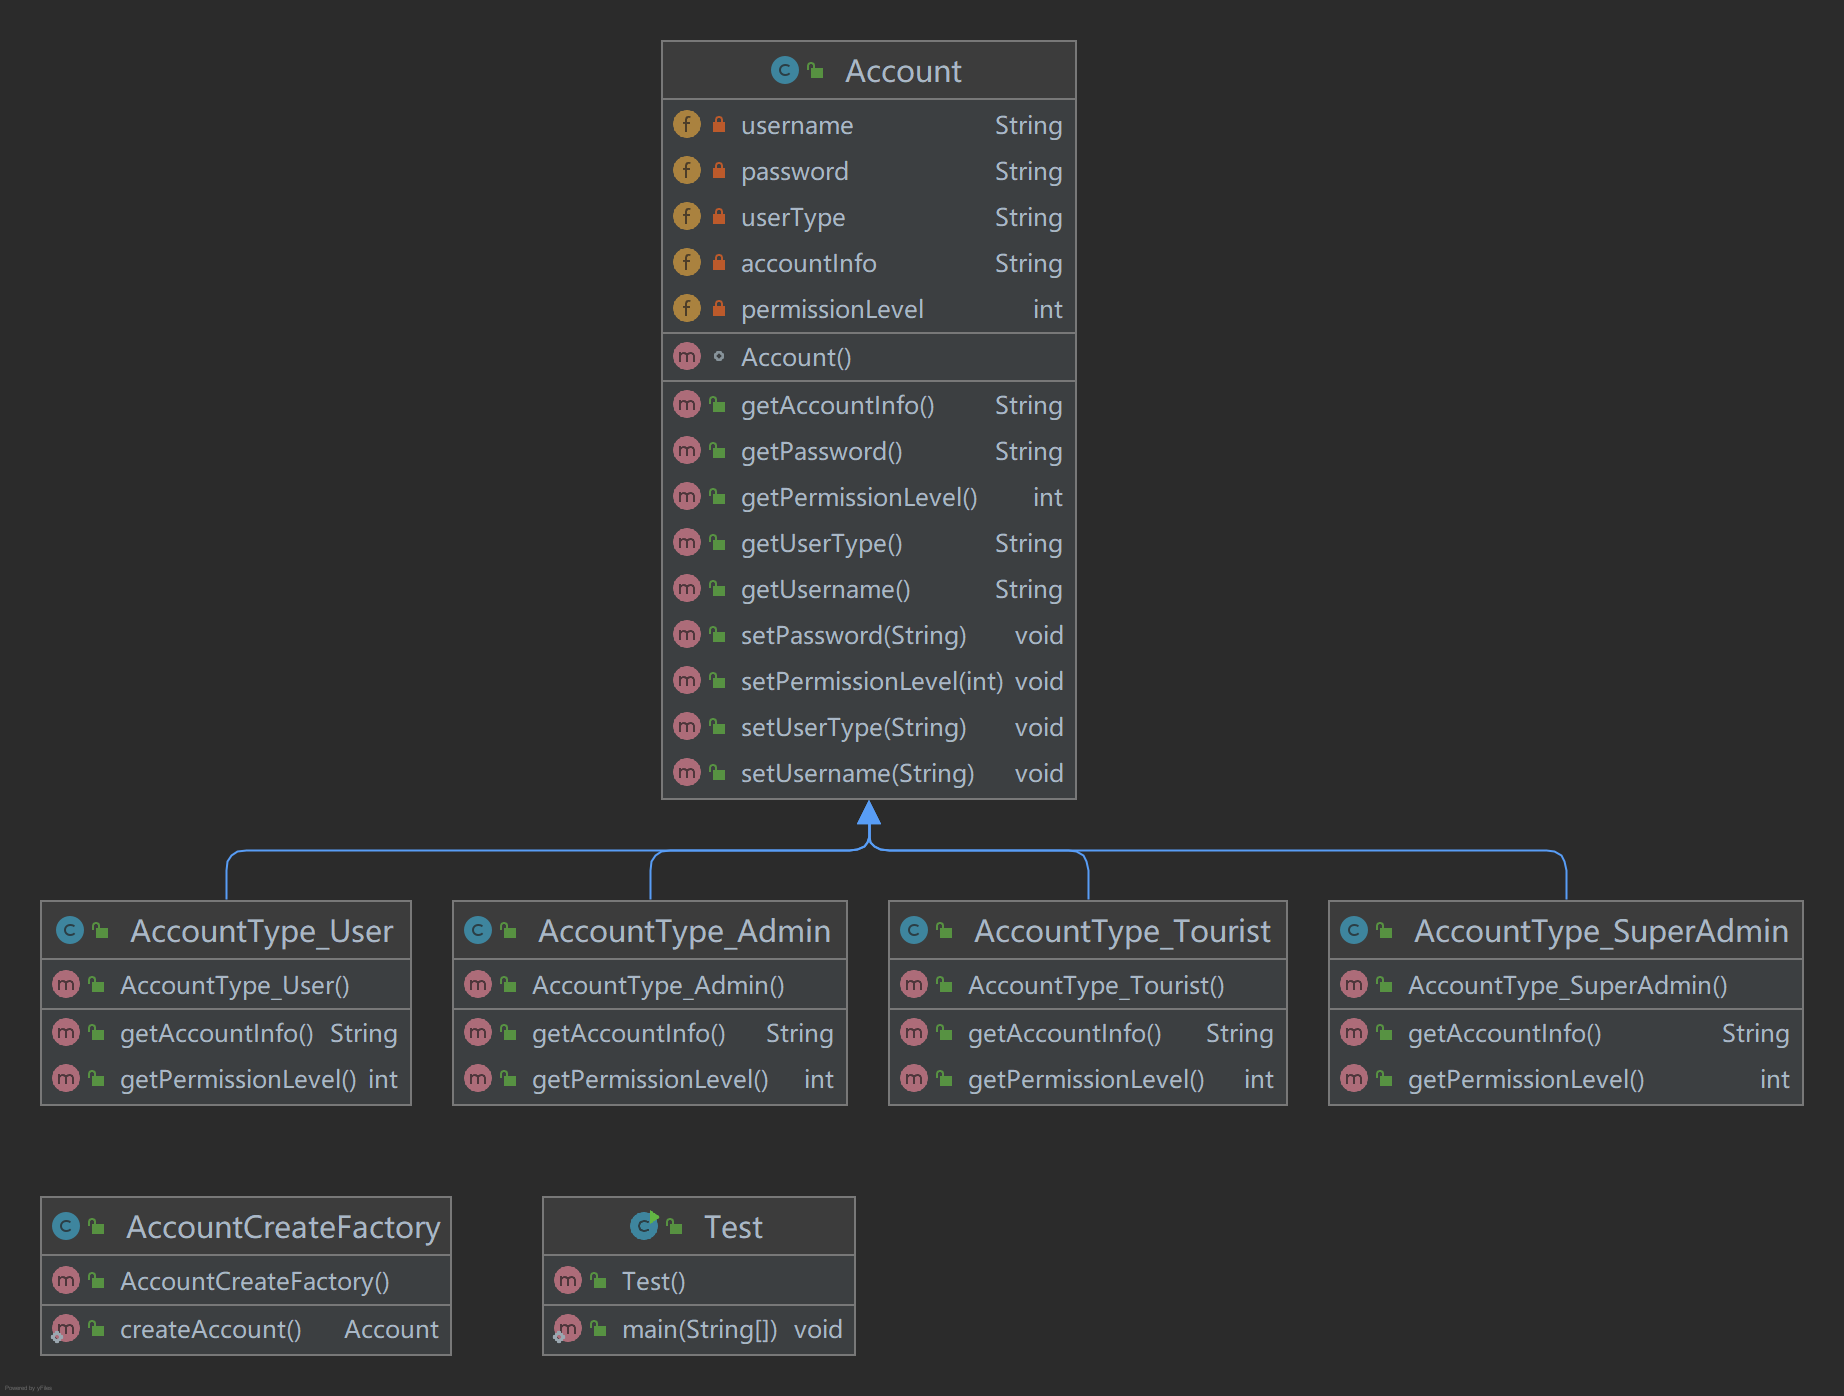 Account
username String
password String
userType String
accountInfo String
permissionLevel int
Account()
getAccountInfo() String
getPassword() String
getPermissionLevel() int
getUserType() String
getUsername() String
setPassword(String) void
setPermissionLevel(int) void
setUserType(String) void
setUsername(String) void
AccountType_User
AccountType_User()
getAccountInfo() String
getPermissionLevel() int
AccountType_Admin
AccountType_Admin()
getAccountInfo() String
getPermissionLevel() int
AccountType_Tourist
AccountType_Tourist()
getAccountInfo() String
getPermissionLevel() int
AccountType_SuperAdmin
AccountType_SuperAdmin()
getAccountInfo() String
getPermissionLevel() int
AccountCreateFactory
AccountCreateFactory()
createAccount() Account
Test
Test()
main(String[]) void
Powered by yFiles